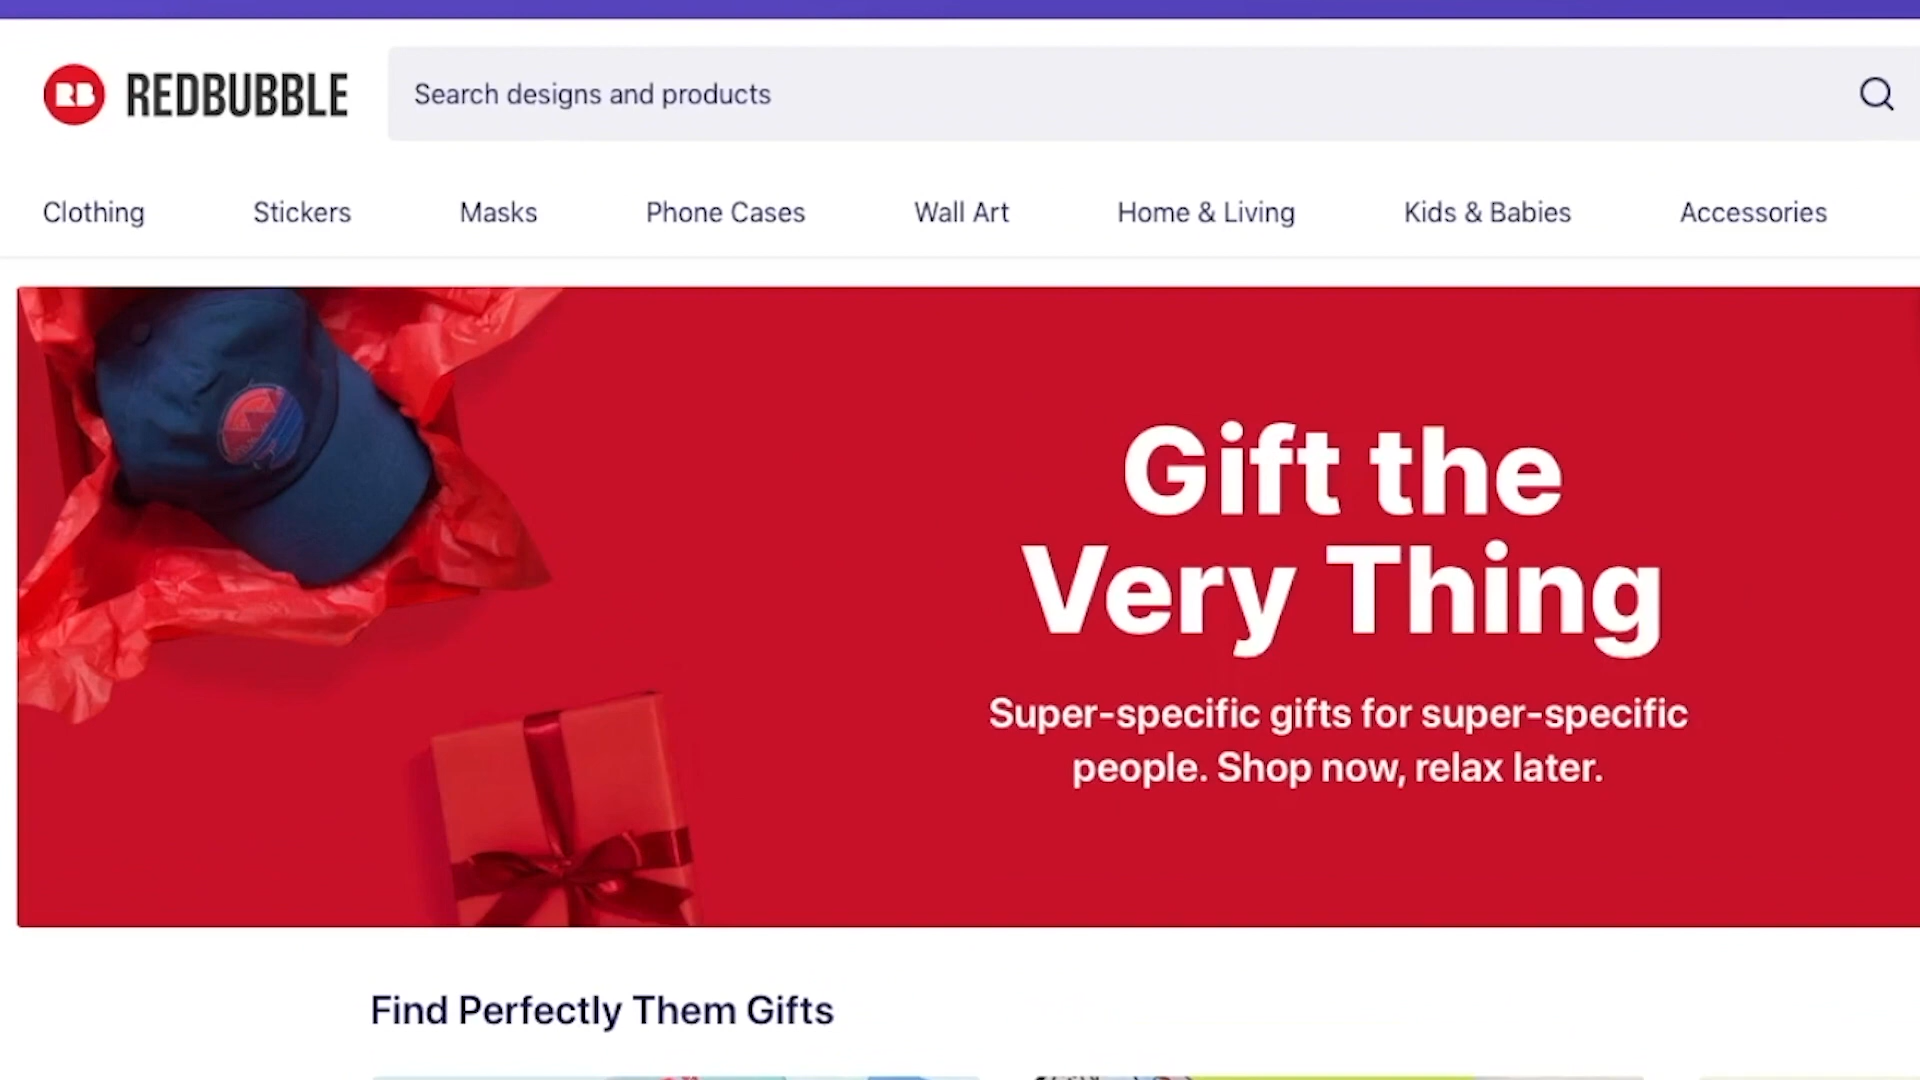 RB REDBUBBLE
Search designs and products
Clothing Stickers Masks Phone Cases Wall Art Home & Living Kids & Babies Accessories
Gift the
Very Thing
Super-specific gifts for super-specific
people. Shop now, relax later.
Find Perfectly Them Gifts